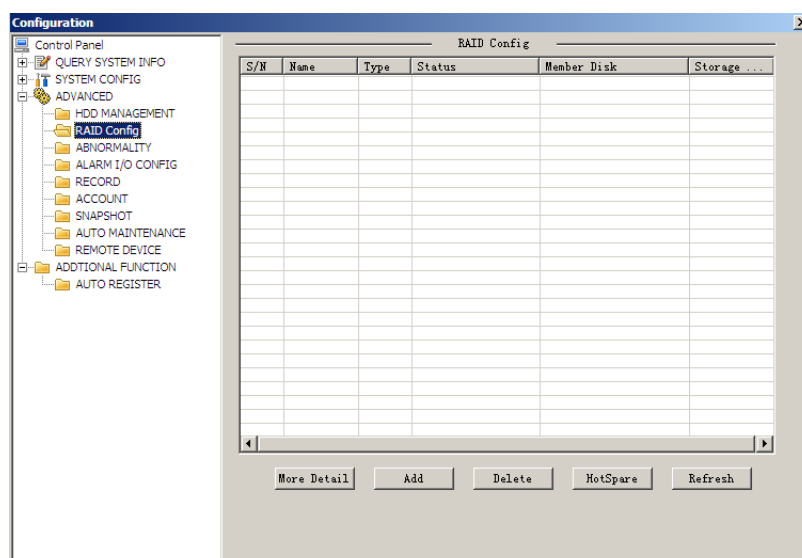 Configuration
Control Panel
QUERY SYSTEM INFO
SYSTEM CONFIG
ADVANCED
HDD MANAGEMENT
RAID Config
ABNORMALITY
ALARM I/O CONFIG
RECORD
ACCOUNT
SNAPSHOT
AUTO MAINTENANCE
REMOTE DEVICE
ADDTIONAL FUNCTION
AUTO REGISTER
RAID Config
S/N Name Type Status Member Disk Storage ...
More Detail Add Delete HotSpare Refresh